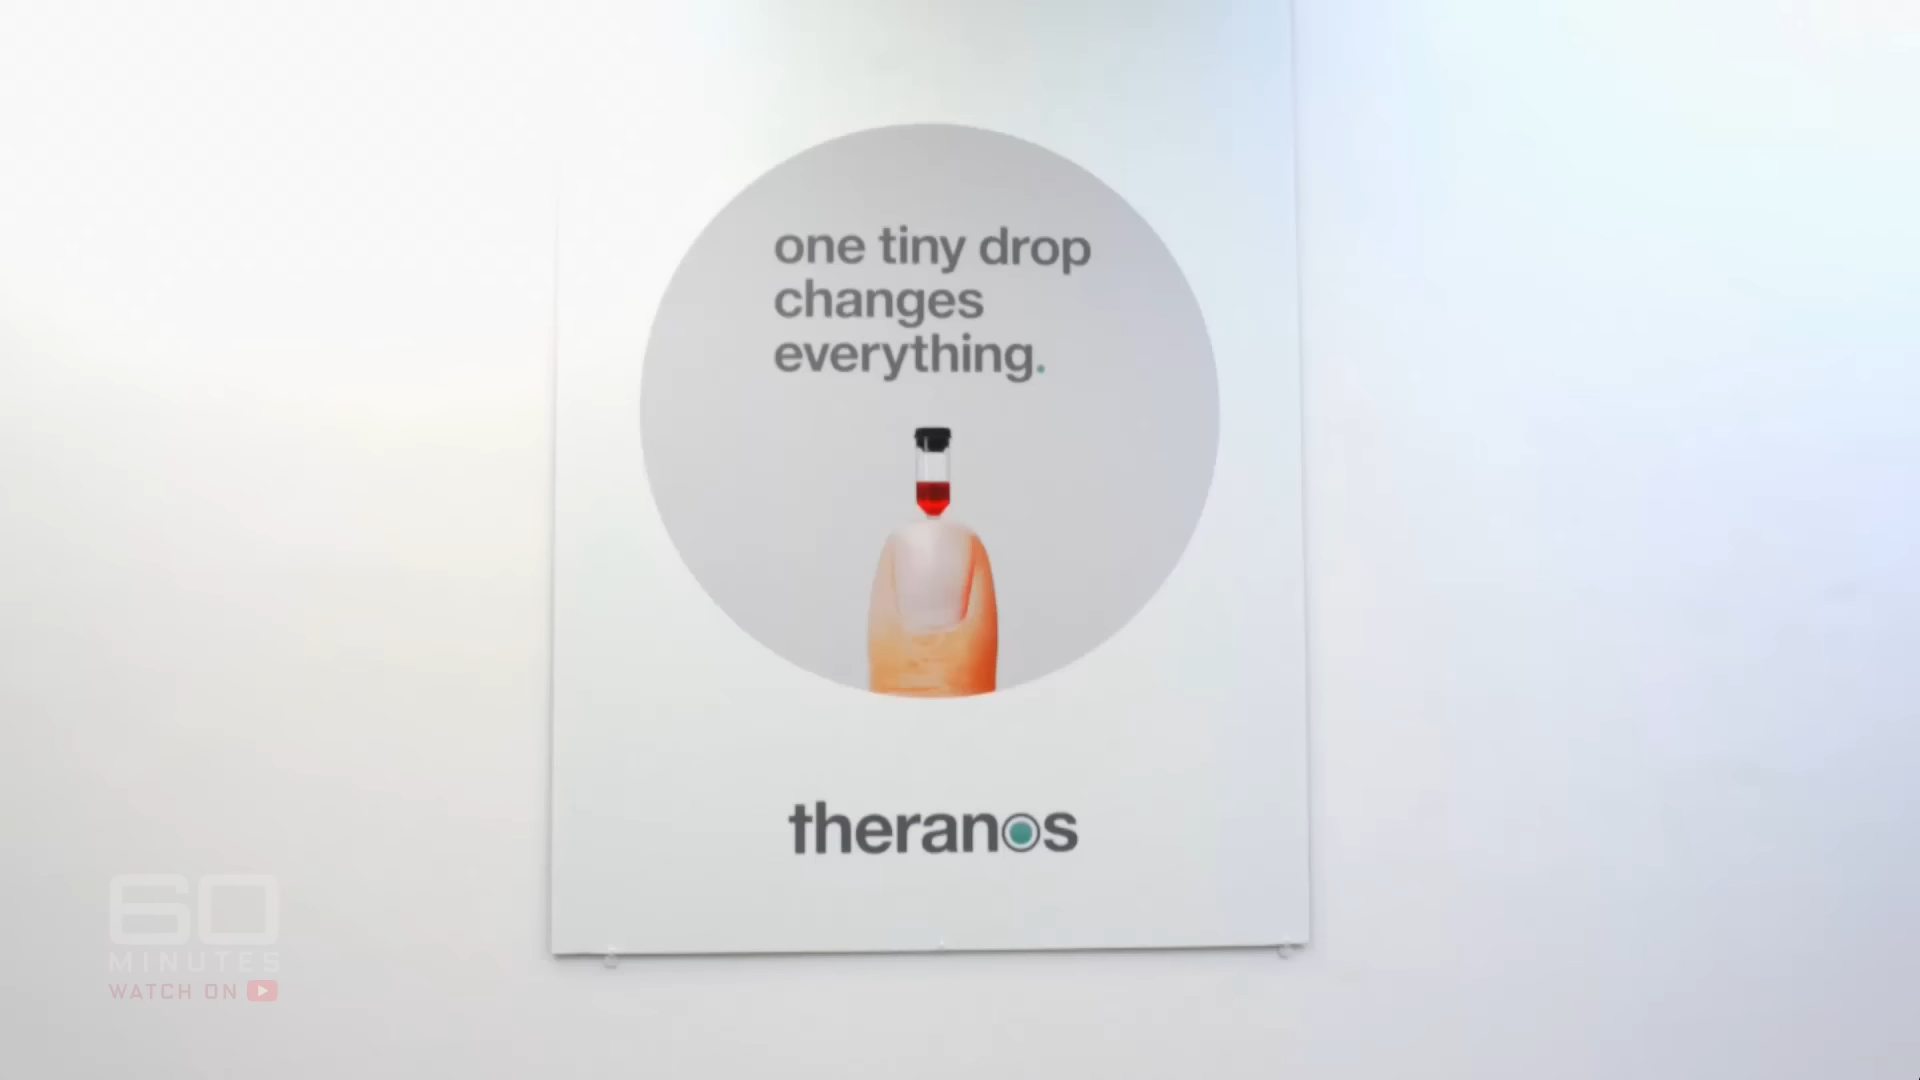 one tiny drop
changes
everything.
theranos
60
MINUTES
WATCH ON